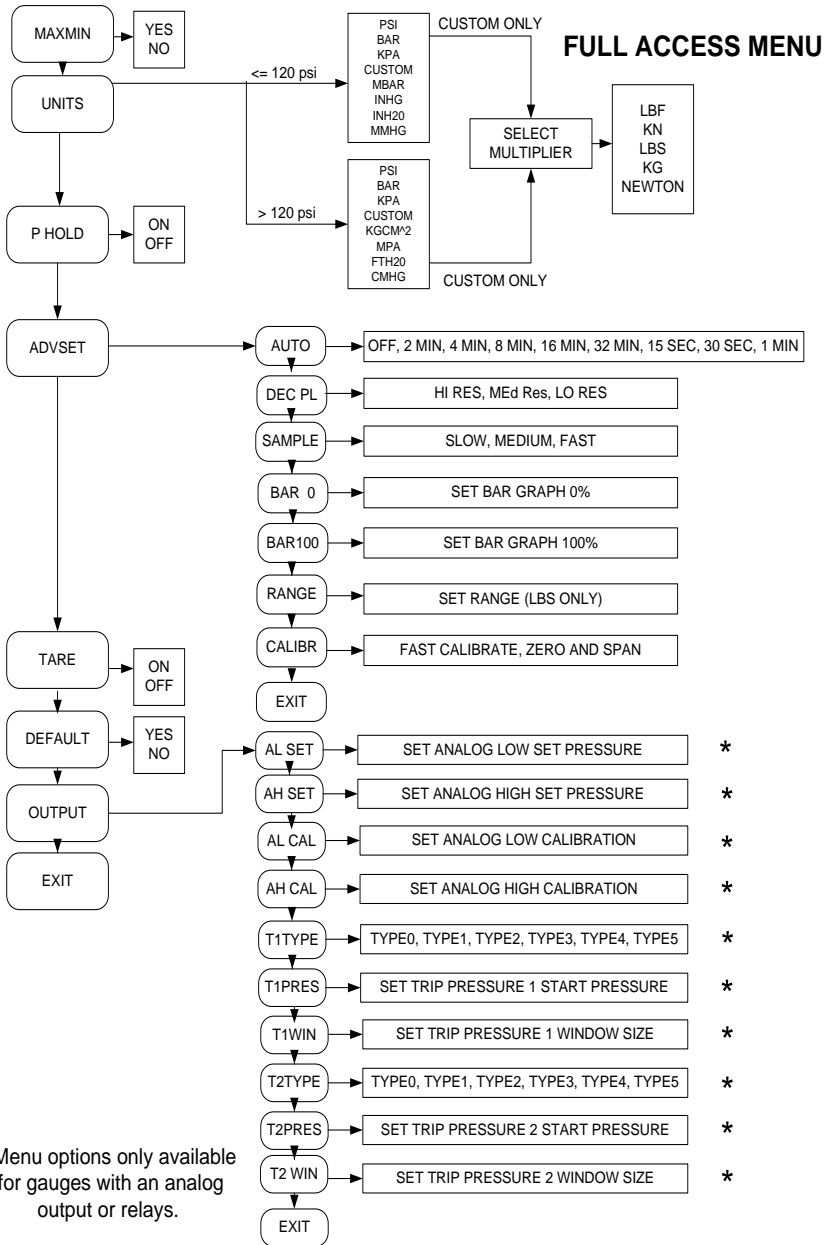 FULL ACCESS MENU
MAXMIN
YES
NO
UNITS
<= 120 psi
PSI
BAR
KPA
CUSTOM
MBAR
INHG
INH20
MMHG
CUSTOM ONLY
> 120 psi
PSI
BAR
KPA
CUSTOM
KGCM^2
MPA
FTH20
CMHG
CUSTOM ONLY
SELECT
MULTIPLIER
LBF
KN
LBS
KG
NEWTON
P HOLD
ON
OFF
ADVSET
AUTO
OFF, 2 MIN, 4 MIN, 8 MIN, 16 MIN, 32 MIN, 15 SEC, 30 SEC, 1 MIN
DEC PL
HI RES, MEd Res, LO RES
SAMPLE
SLOW, MEDIUM, FAST
BAR 0
SET BAR GRAPH 0%
BAR100
SET BAR GRAPH 100%
RANGE
SET RANGE (LBS ONLY)
CALIBR
FAST CALIBRATE, ZERO AND SPAN
EXIT
TARE
ON
OFF
DEFAULT
YES
NO
OUTPUT
AL SET
SET ANALOG LOW SET PRESSURE *
AH SET
SET ANALOG HIGH SET PRESSURE *
AL CAL
SET ANALOG LOW CALIBRATION *
AH CAL
SET ANALOG HIGH CALIBRATION *
T1TYPE
TYPE0, TYPE1, TYPE2, TYPE3, TYPE4, TYPE5 *
T1PRES
SET TRIP PRESSURE 1 START PRESSURE *
T1WIN
SET TRIP PRESSURE 1 WINDOW SIZE *
T2TYPE
TYPE0, TYPE1, TYPE2, TYPE3, TYPE4, TYPE5 *
T2PRES
SET TRIP PRESSURE 2 START PRESSURE *
T2 WIN
SET TRIP PRESSURE 2 WINDOW SIZE *
EXIT
EXIT
Menu options only available
for gauges with an analog
output or relays.